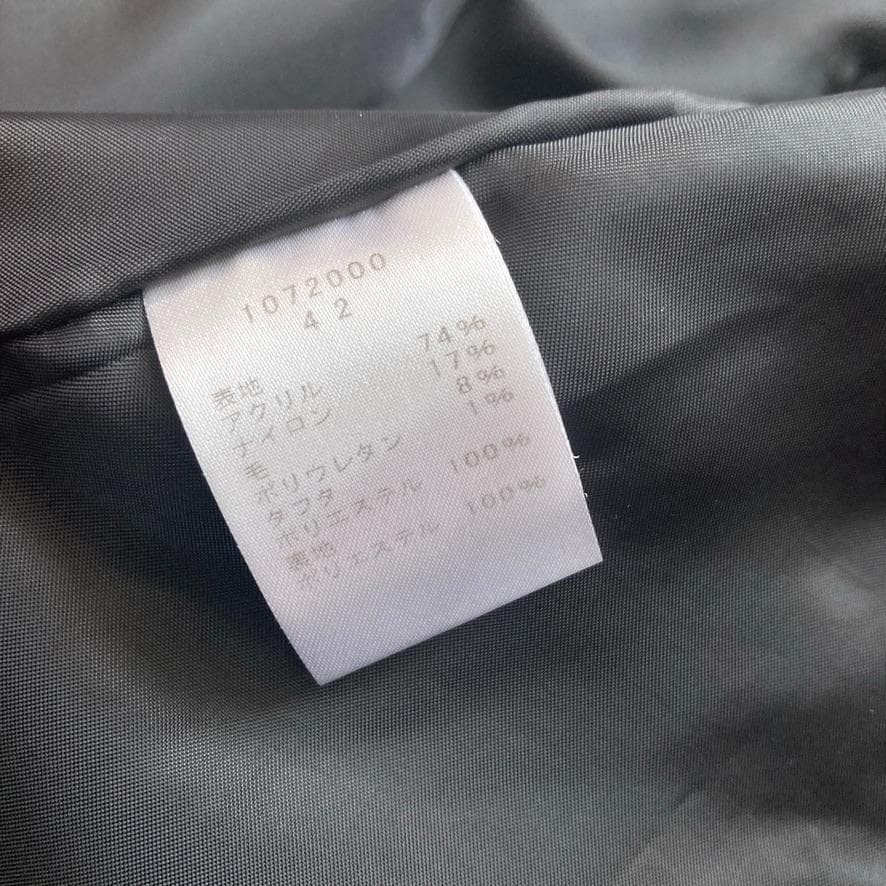 1072000
42
表地
アクリル 74%
ナイロン 17%
毛 8%
ポリウレタン 1%
タフタ
ポリエステル 100%
裏地
ポリエステル 100%